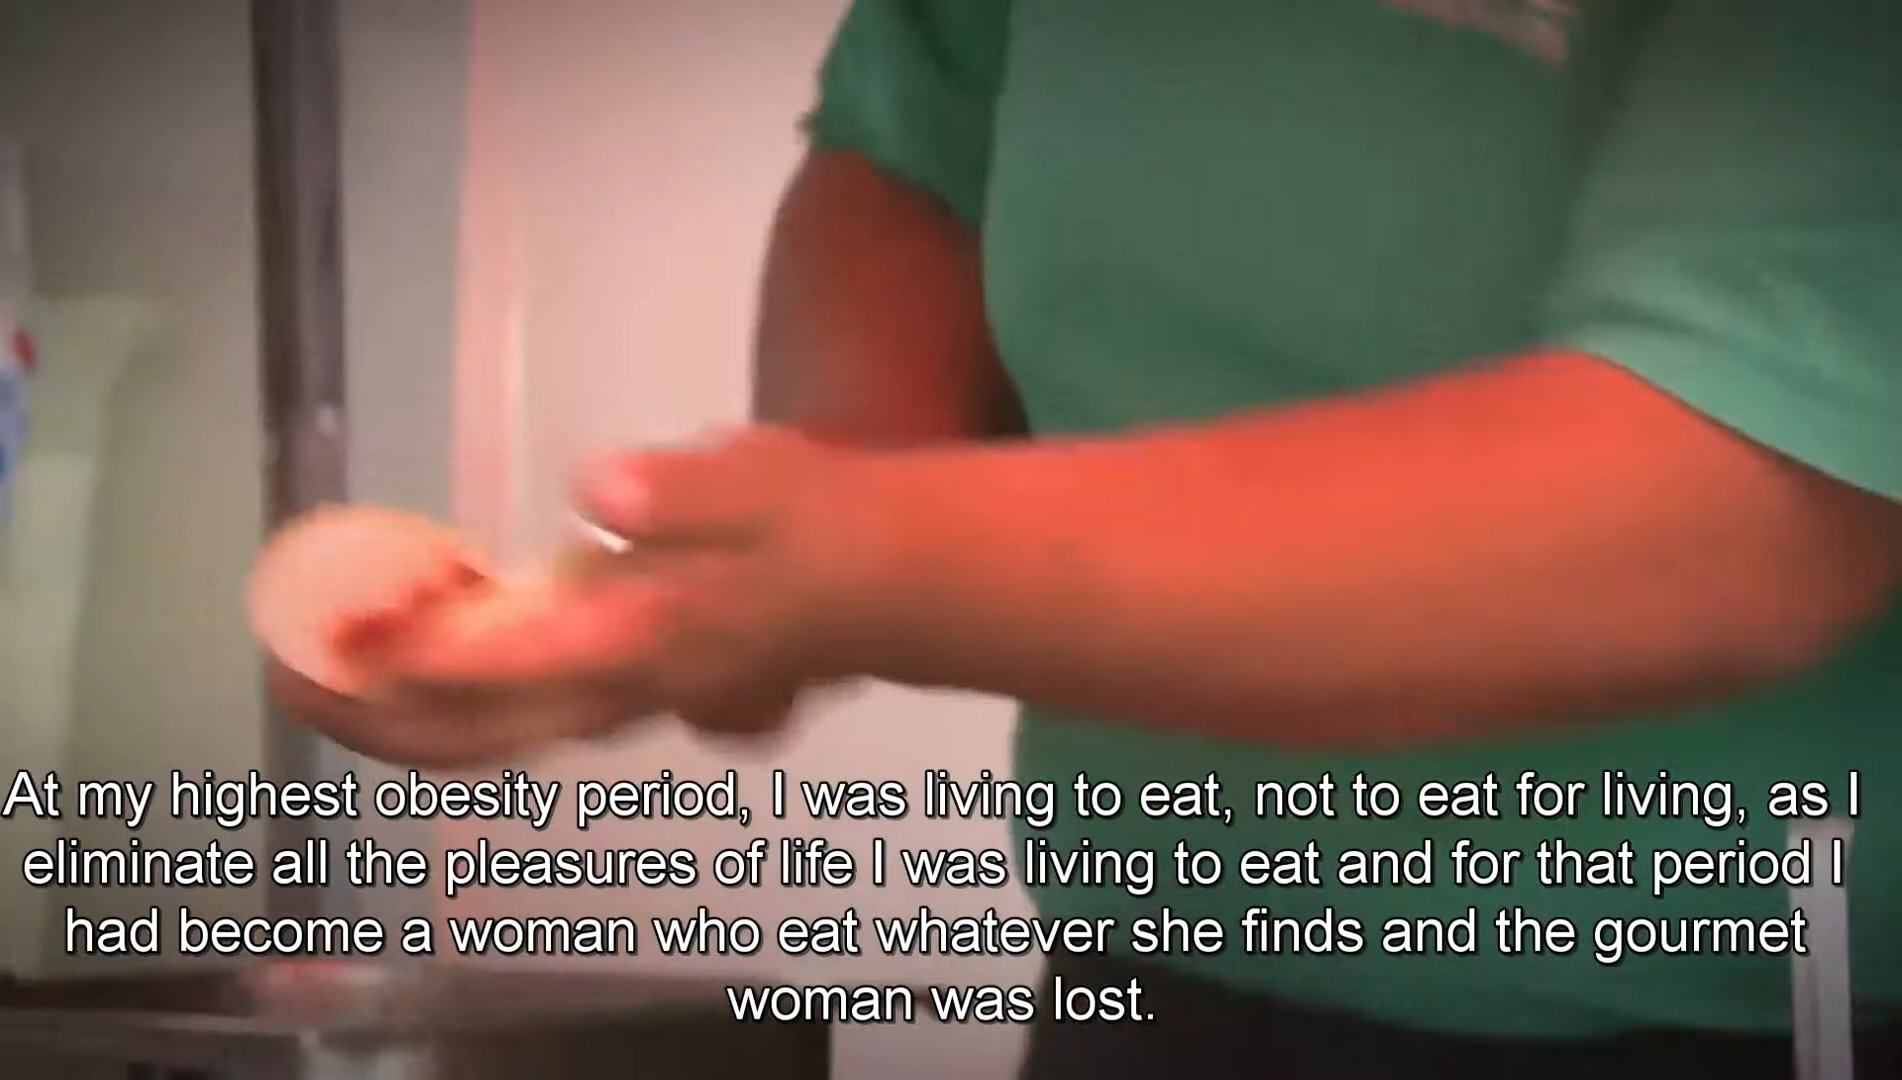 At my highest obesity period, I was living to eat, not to eat for living, as I
eliminate all the pleasures of life I was living to eat and for that period I
had become a woman who eat whatever she finds and the gourmet
woman was lost.